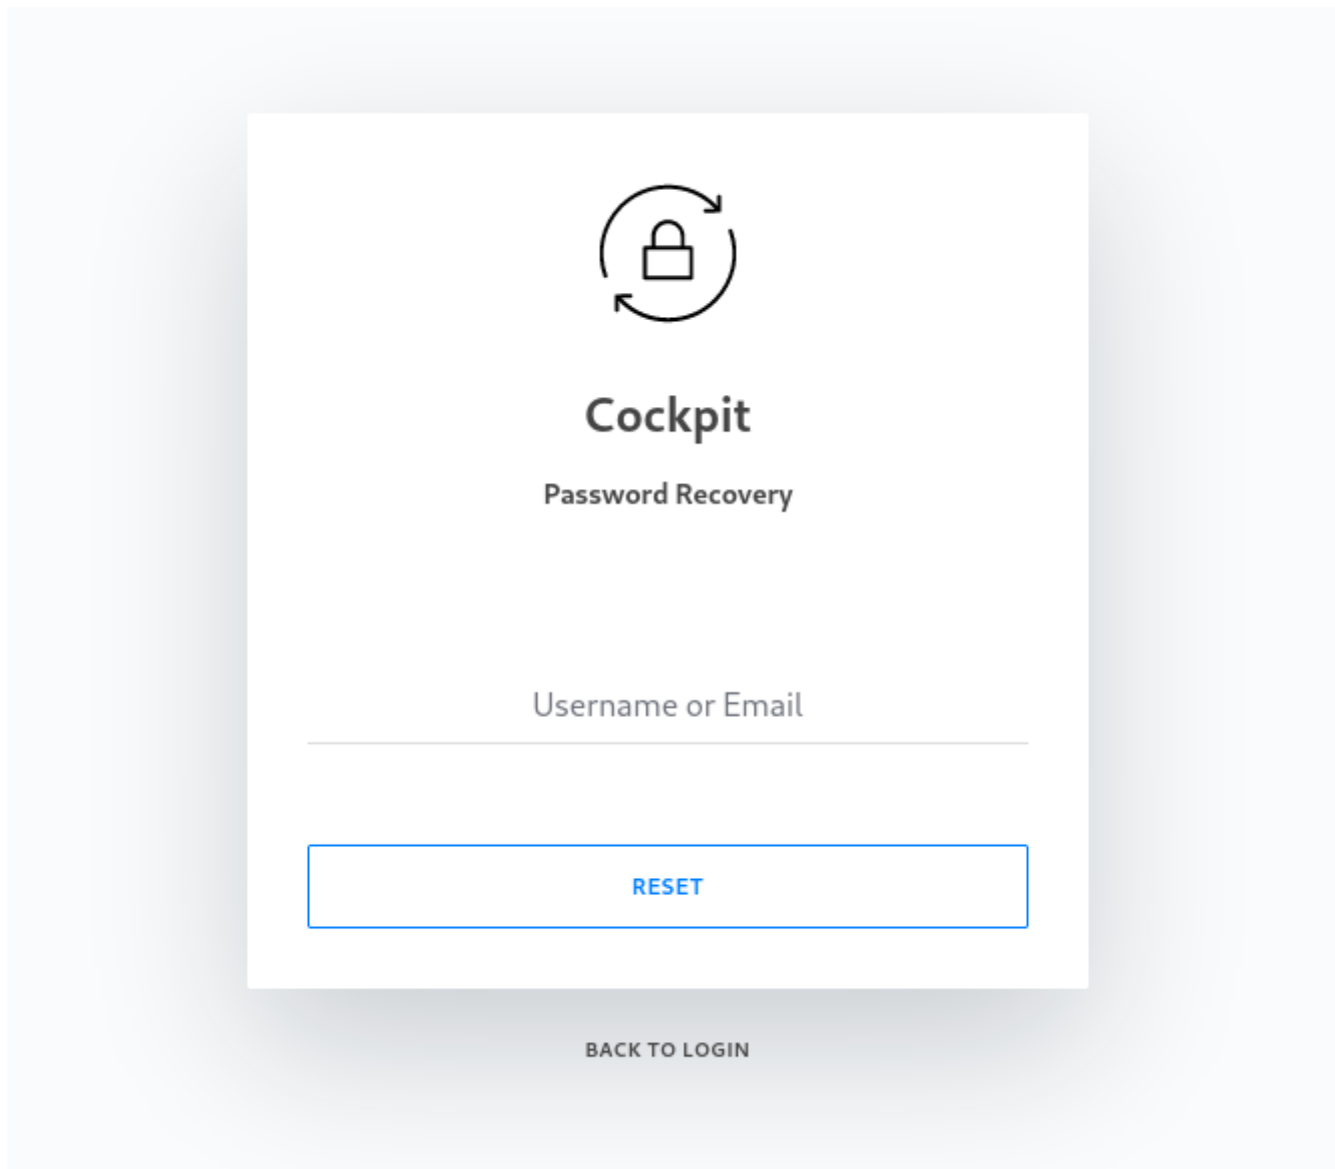 Cockpit
Password Recovery
Username or Email
RESET
BACK TO LOGIN